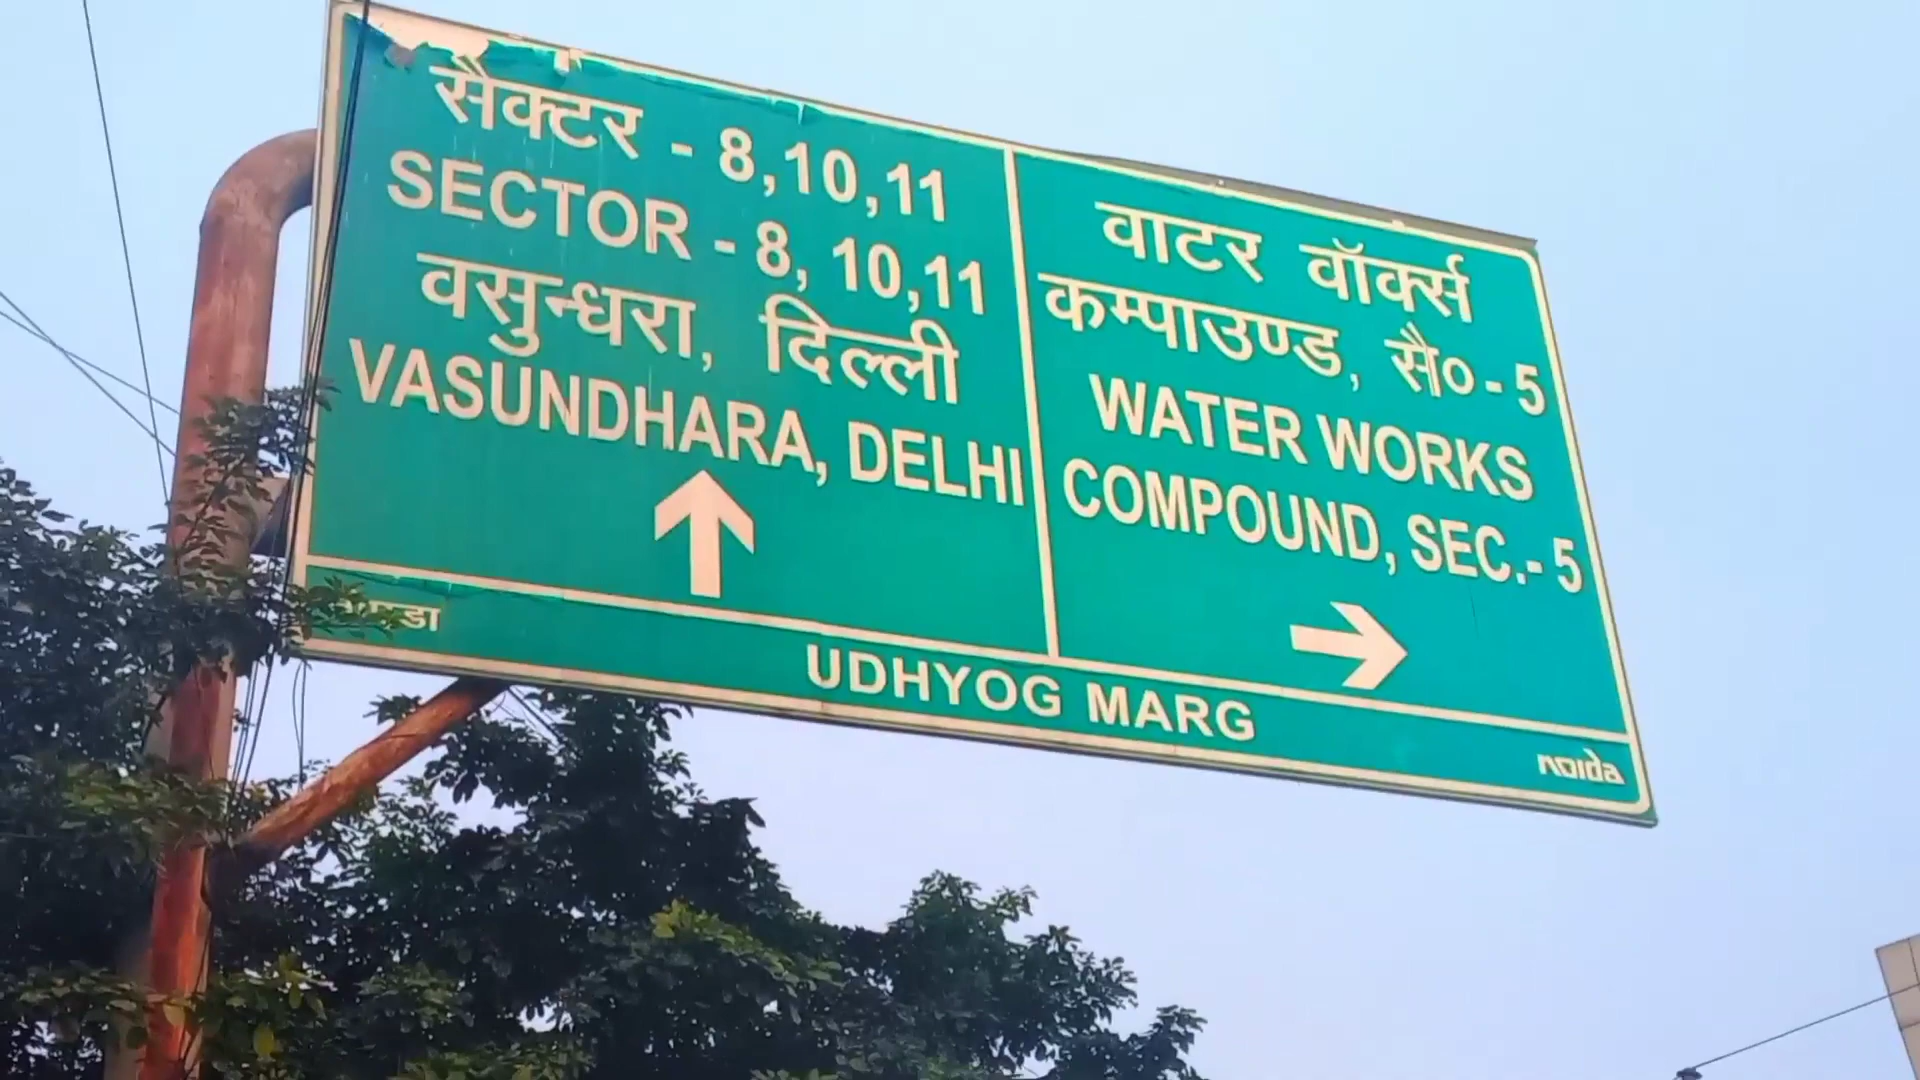 सैक्टर - 8,10,11
SECTOR - 8, 10,11
वसुन्धरा, दिल्ली
VASUNDHARA, DELHI
वाटर वॉर्क्स
कम्पाउण्ड, सै० - 5
WATER WORKS
COMPOUND, SEC.- 5
UDHYOG MARG
noida